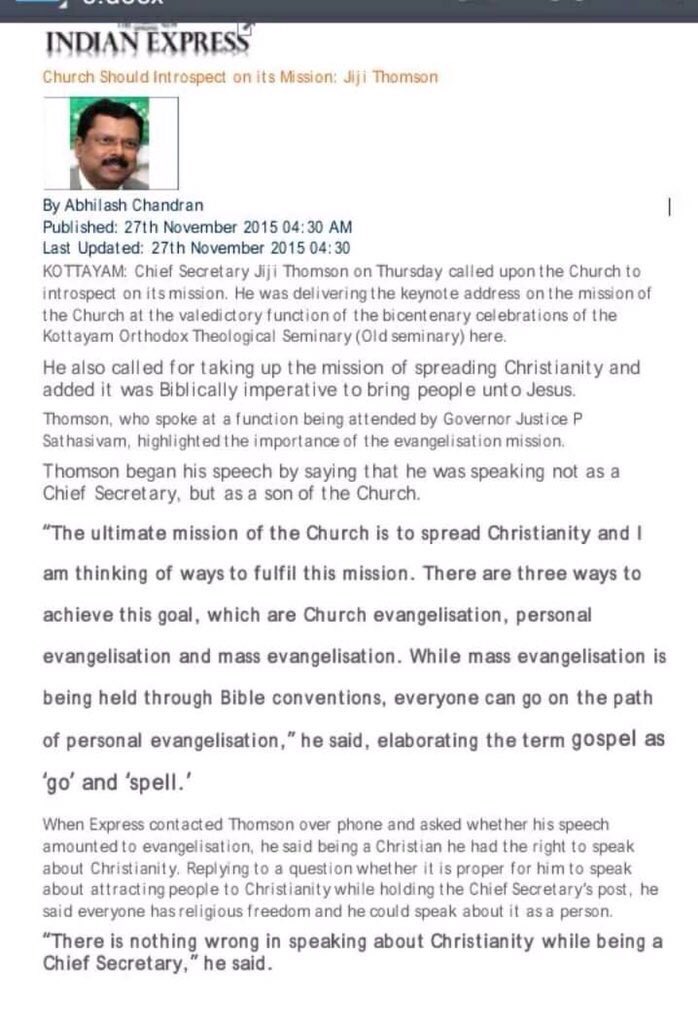 INDIAN EXPRESS
Church Should Introspect on its Mission: Jiji Thomson
By Abhilash Chandran
Published: 27th November 2015 04:30 AM
Last Updated: 27th November 2015 04:30
KOTTAYAM: Chief Secretary Jiji Thomson on Thursday called upon the Church to
introspect on its mission. He was delivering the keynote address on the mission of
the Church at the valedictory function of the bicentenary celebrations of the
Kottayam Orthodox Theological Seminary (Old seminary) here.
He also called for taking up the mission of spreading Christianity and
added it was Biblically imperative to bring people unto Jesus.
Thomson, who spoke at a function being attended by Governor Justice P
Sathasivam, highlighted the importance of the evangelisation mission.
Thomson began his speech by saying that he was speaking not as a
Chief Secretary, but as a son of the Church.
“The ultimate mission of the Church is to spread Christianity and I
am thinking of ways to fulfil this mission. There are three ways to
achieve this goal, which are Church evangelisation, personal
evangelisation and mass evangelisation. While mass evangelisation is
being held through Bible conventions, everyone can go on the path
of personal evangelisation,” he said, elaborating the term gospel as
‘go’ and ‘spell.’
When Express contacted Thomson over phone and asked whether his speech
amounted to evangelisation, he said being a Christian he had the right to speak
about Christianity. Replying to a question whether it is proper for him to speak
about attracting people to Christianity while holding the Chief Secretary's post, he
said everyone has religious freedom and he could speak about it as a person.
“There is nothing wrong in speaking about Christianity while being a
Chief Secretary,” he said.